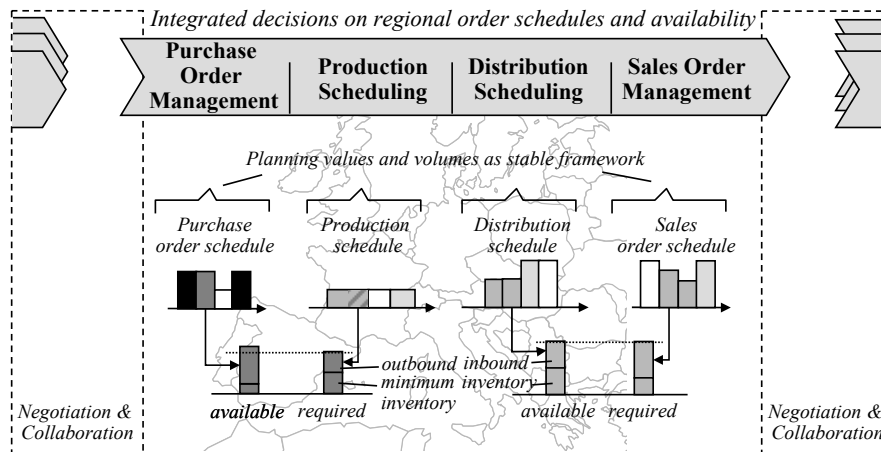 Integrated decisions on regional order schedules and availability
Purchase
Order
Management
Production
Scheduling
Distribution
Scheduling
Sales Order
Management
Planning values and volumes as stable framework
Purchase
order schedule
Production
schedule
Distribution
schedule
Sales
order schedule
outbound
minimum
inventory
inbound
inventory
available
required
available
required
Negotiation &
Collaboration
Negotiation &
Collaboration